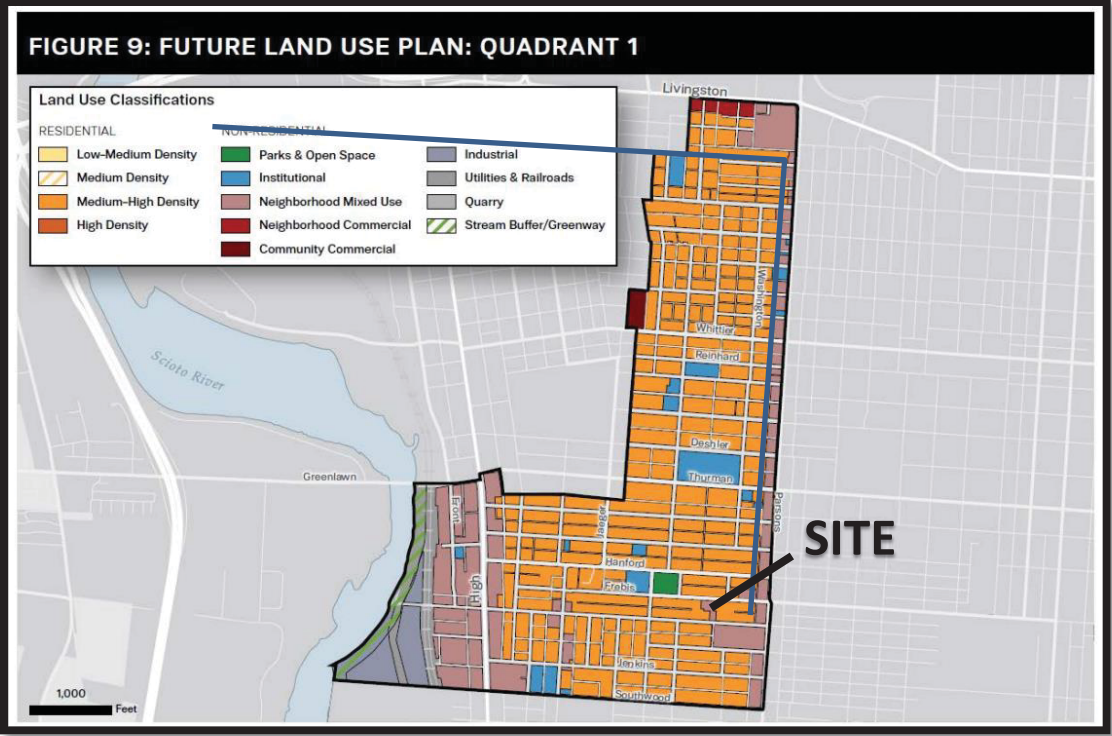 FIGURE 9: FUTURE LAND USE PLAN: QUADRANT 1
Land Use Classifications
RESIDENTIAL
Low–Medium Density
Medium Density
Medium–High Density
High Density
NON-RESIDENTIAL
Parks & Open Space
Institutional
Neighborhood Mixed Use
Neighborhood Commercial
Community Commercial
Industrial
Utilities & Railroads
Quarry
Stream Buffer/Greenway
Livingston
Washington
Whittier
Reinhard
Scioto River
Deshler
Thurman
Greenlawn
Front
Jaeger
Parsons
SITE
High
Hanford
Frebis
Jenkins
Southwood
1,000
Feet